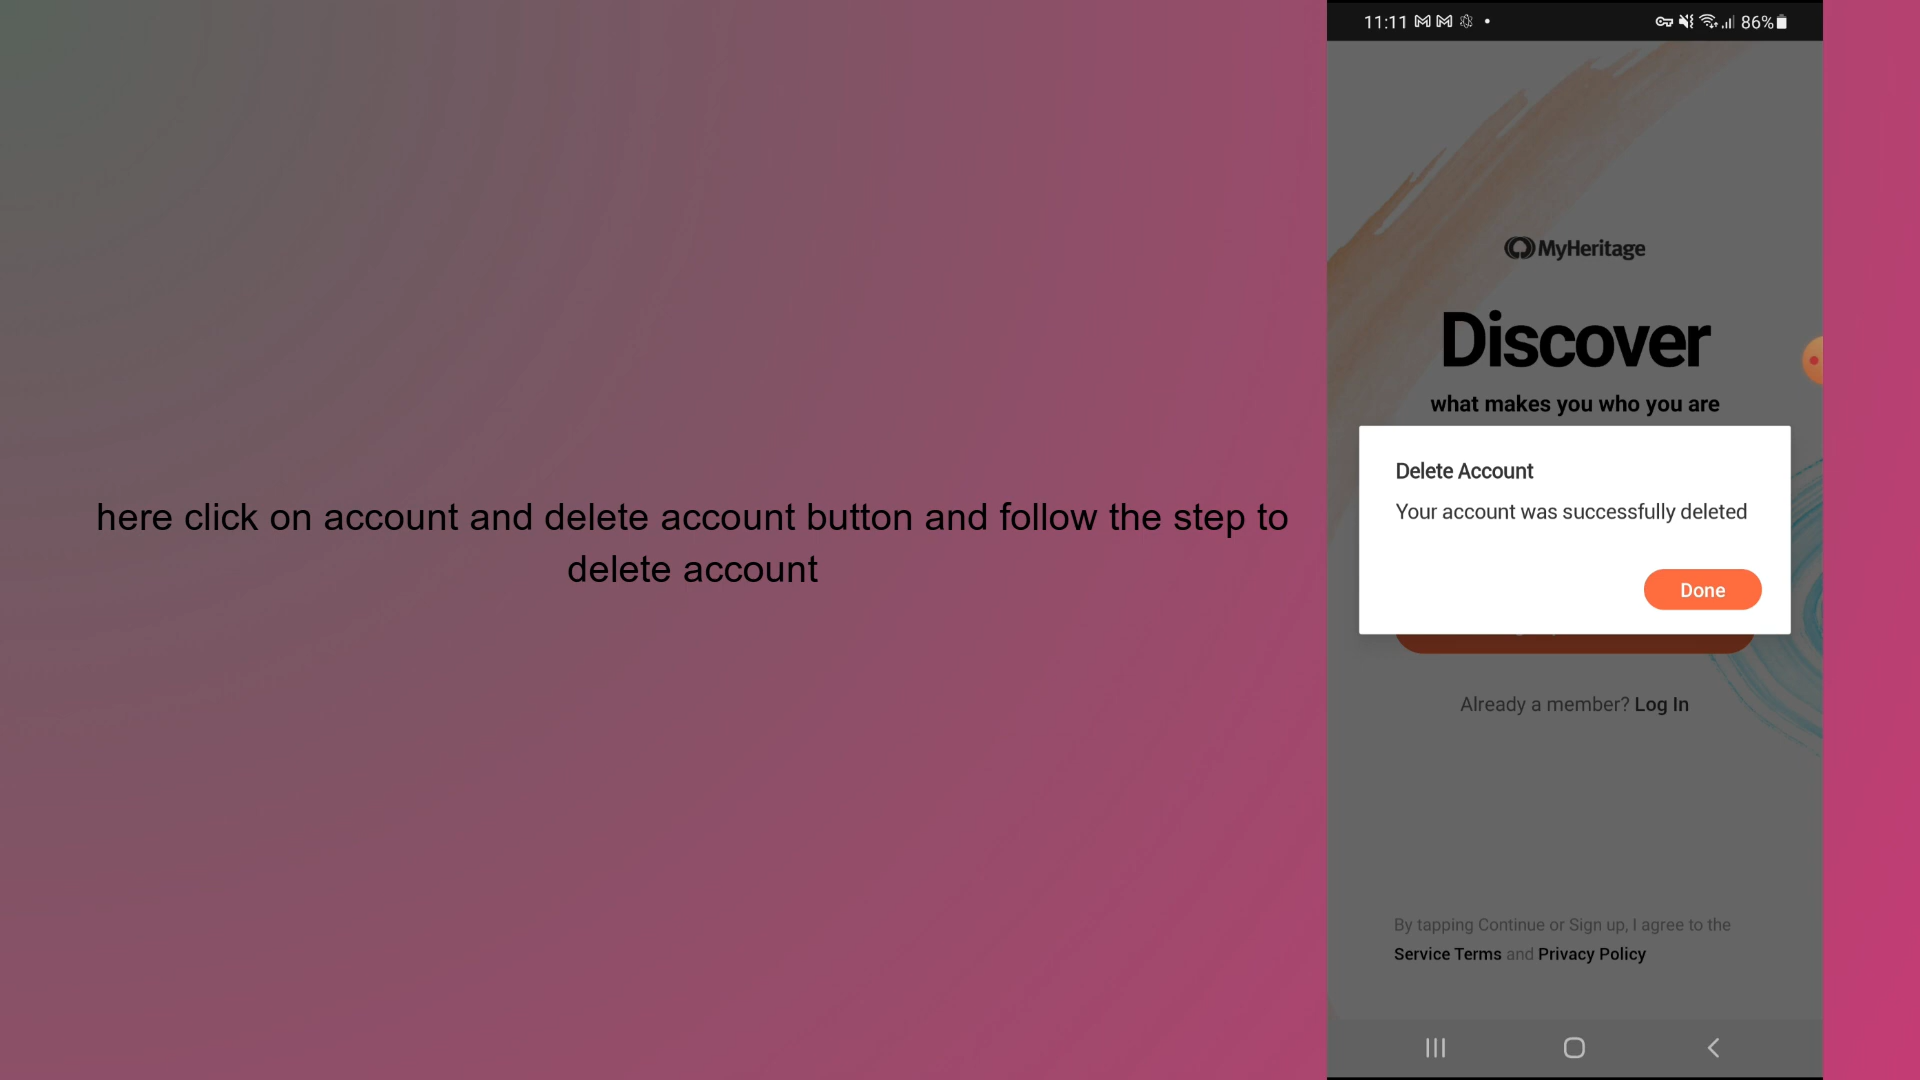 here click on account and delete account button and follow the step to
delete account
11:11
86%
MyHeritage
Discover
what makes you who you are
Delete Account
Your account was successfully deleted
Done
Already a member? Log In
By tapping Continue or Sign up, I agree to the
Service Terms and Privacy Policy